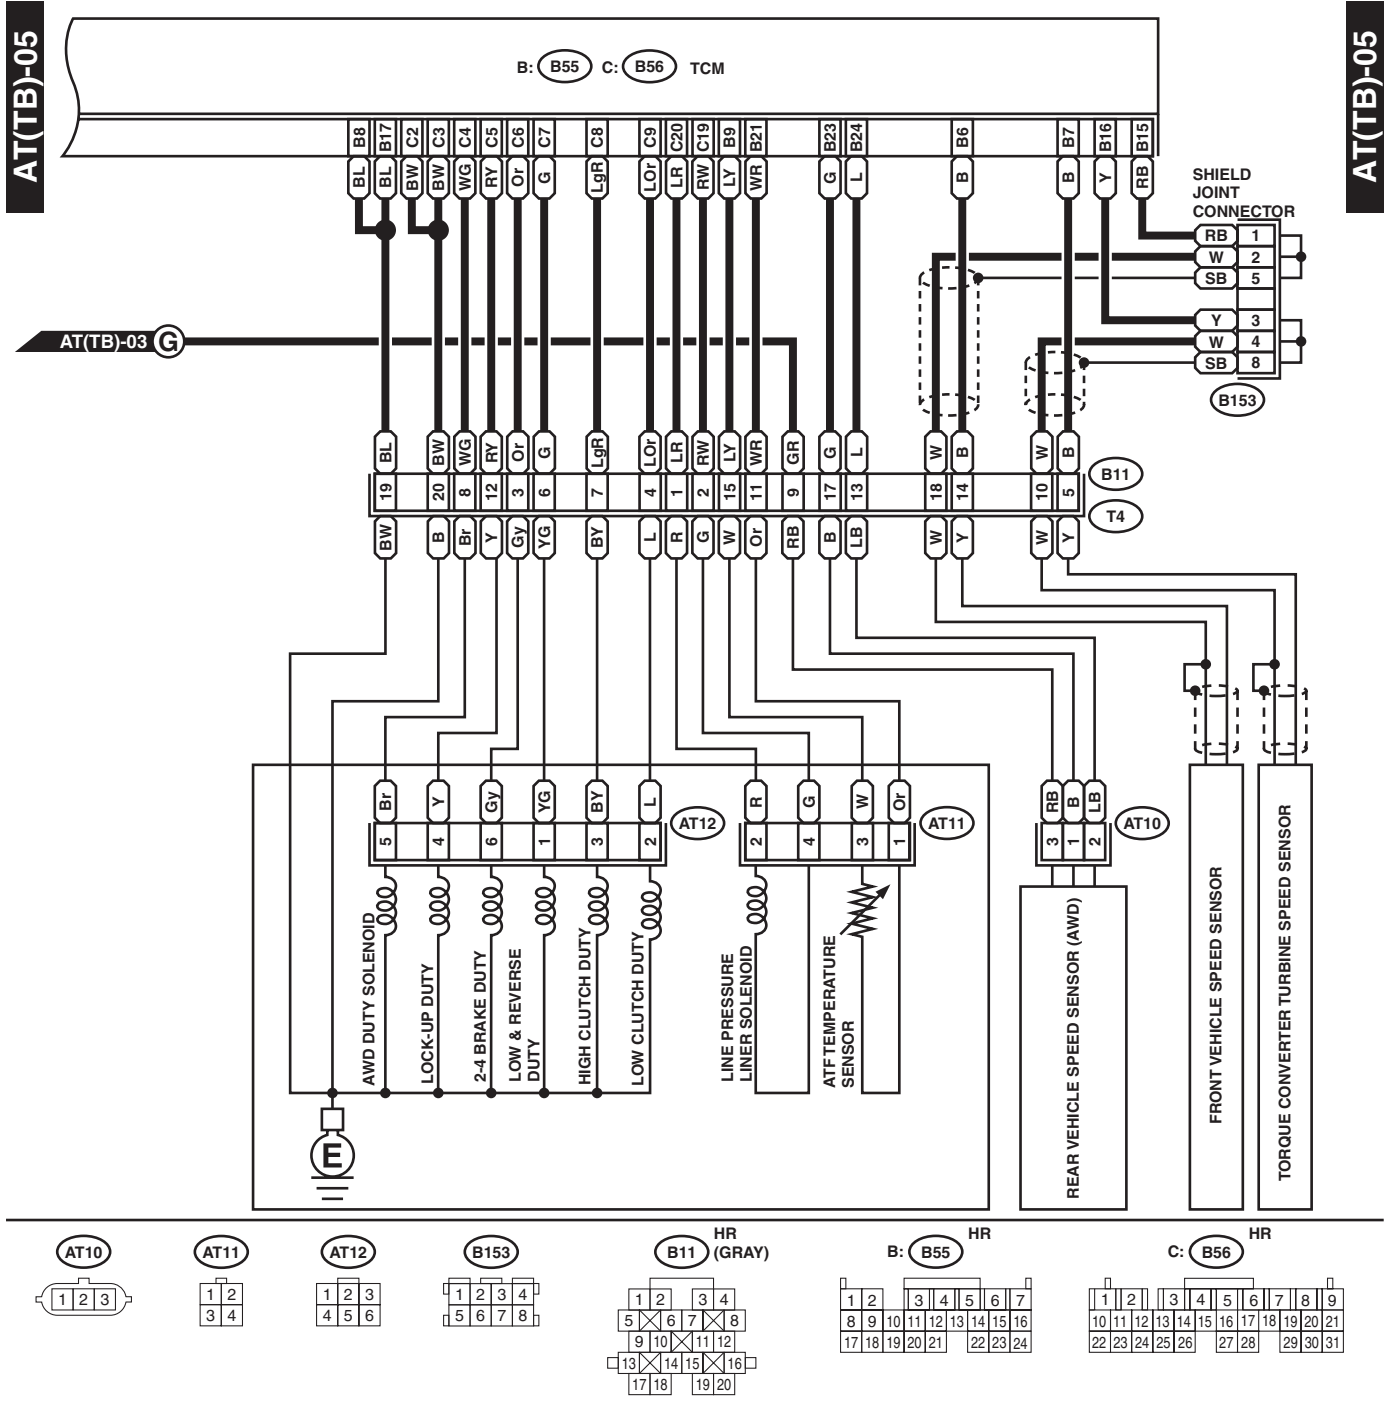 AT(TB)-05
AT(TB)-05
B: B55 C: B56 TCM
B8 B17 C2 C3 C4 C5 C6 C7 C8 C9 C20 C19 B9 B21 B23 B24 B6 B7 B16 B15
BL BL BW BW WG RY Or G LgR LOr LR RW LY WR G L B B Y RB
SHIELD
JOINT
CONNECTOR
RB 1
W 2
SB 5
Y 3
W 4
SB 8
B153
AT(TB)-03 G
BL BW WG RY Or G LgR LOr LR RW LY WR GR G L W B W B
19 20 8 12 3 6 7 4 1 2 15 11 9 17 13 18 14 10 5
B11
T4
BW B Br Y Gy YG BY L R G W Or RB B LB W Y W Y
Br Y Gy YG BY L R G W Or RB B LB
5 4 6 1 3 2 AT12
2 4 3 1 AT11
3 1 2 AT10
AWD DUTY SOLENOID
LOCK-UP DUTY
2-4 BRAKE DUTY
LOW & REVERSE
DUTY
HIGH CLUTCH DUTY
LOW CLUTCH DUTY
LINE PRESSURE
LINER SOLENOID
ATF TEMPERATURE
SENSOR
REAR VEHICLE SPEED SENSOR (AWD)
FRONT VEHICLE SPEED SENSOR
TORQUE CONVERTER TURBINE SPEED SENSOR
E
AT10
1 2 3
AT11
1 2
3 4
AT12
1 2 3
4 5 6
B153
1 2 3 4
5 6 7 8
B11 HR
(GRAY)
1 2 3 4
5 6 7 8
9 10 11 12
13 14 15 16
17 18 19 20
B: B55 HR
1 2 3 4 5 6 7
8 9 10 11 12 13 14 15 16
17 18 19 20 21 22 23 24
C: B56 HR
1 2 3 4 5 6 7 8 9
10 11 12 13 14 15 16 17 18 19 20 21
22 23 24 25 26 27 28 29 30 31